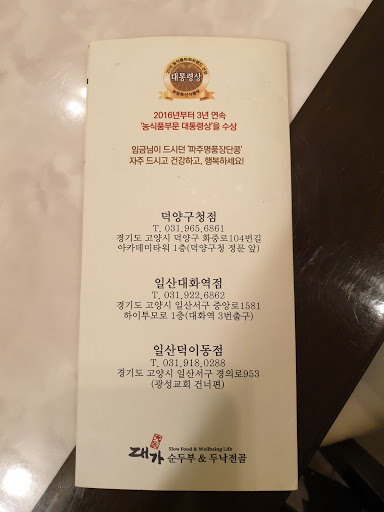 대통령상
2016년부터 3년 연속
'농식품부문 대통령상'을 수상
임금님이 드시던 '파주명품장단콩'
자주 드시고 건강하고, 행복하세요!
덕양구청점
T. 031.965.6861
경기도 고양시 덕양구 화중로104번길
아카데미타워 1층(덕양구청 정문 앞)
일산대화역점
T. 031.922.6862
경기도 고양시 일산서구 중앙로1581
하이투모로 1층(대화역 3번출구)
일산덕이동점
T. 031.918.0288
경기도 고양시 일산서구 경의로953
(광성교회 건너편)
대가
Slow Food & Wellbeing Life
순두부 & 두낙전골